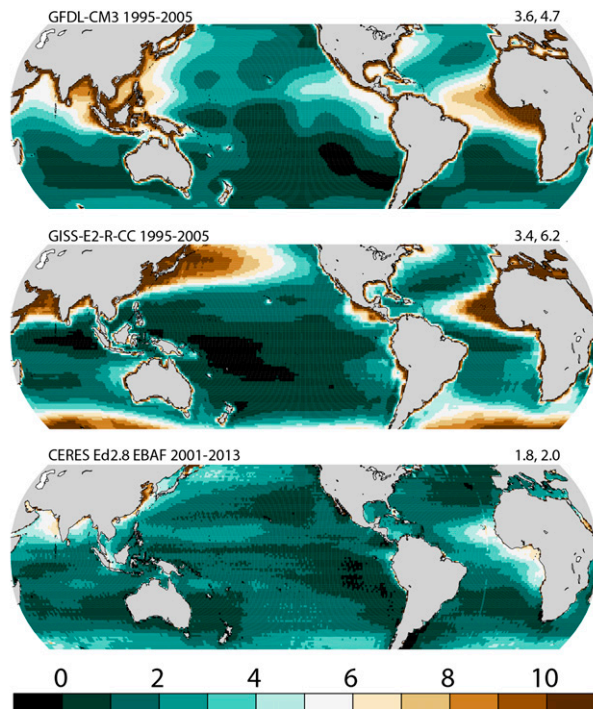 GFDL-CM3 1995-2005 3.6, 4.7
GISS-E2-R-CC 1995-2005 3.4, 6.2
CERES Ed2.8 EBAF 2001-2013 1.8, 2.0
0 2 4 6 8 10